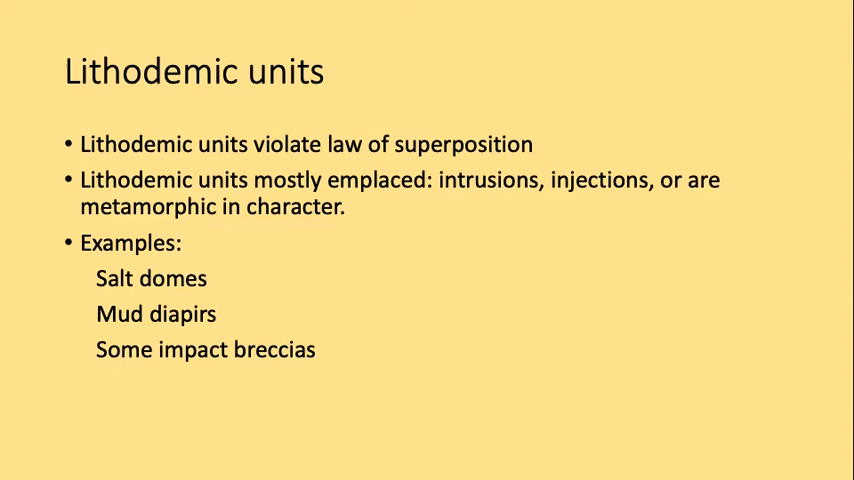 Lithodemic units
• Lithodemic units violate law of superposition
• Lithodemic units mostly emplaced: intrusions, injections, or are
metamorphic in character.
• Examples:
Salt domes
Mud diapirs
Some impact breccias